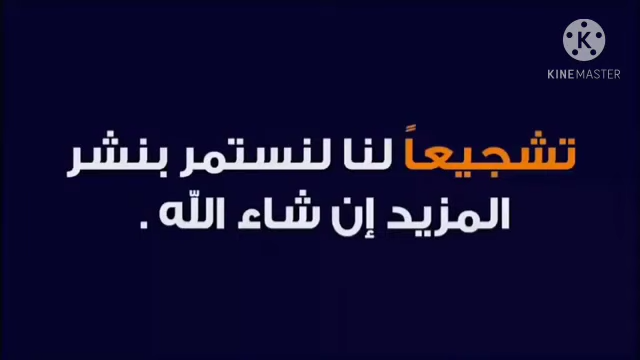 KINEMASTER
تشجيعاً لنا لنستمر بنشر
المزيد إن شاء الله .